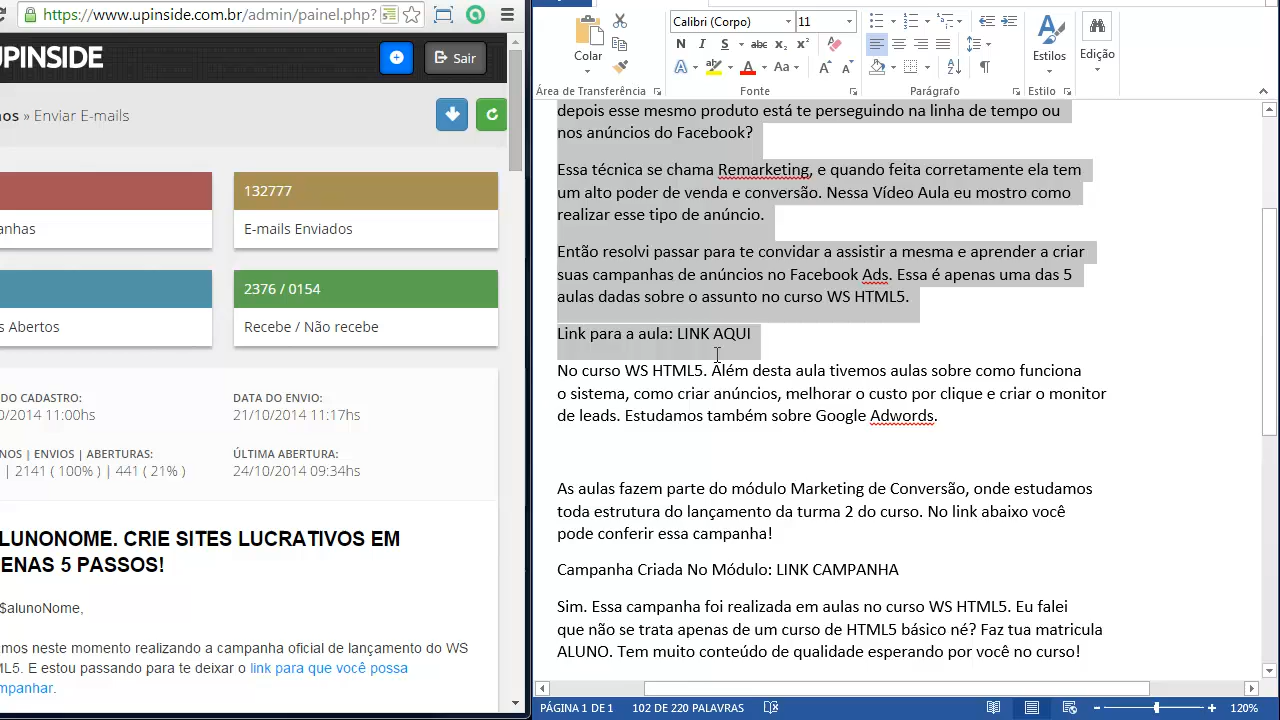 https://www.upinside.com.br/admin/painel.php?
UPINSIDE
Sair
nos » Enviar E-mails
132777
anhas
E-mails Enviados
2376 / 0154
s Abertos
Recebe / Não recebe
DO CADASTRO:
DATA DO ENVIO:
0/2014 11:00hs
21/10/2014 11:17hs
NOS | ENVIOS | ABERTURAS:
ÚLTIMA ABERTURA:
| 2141 ( 100% ) | 441 ( 21% )
24/10/2014 09:34hs
LUNONOME. CRIE SITES LUCRATIVOS EM
ENAS 5 PASSOS!
$alunoNome,
mos neste momento realizando a campanha oficial de lançamento do WS
ML5. E estou passando para te deixar o link para que você possa
mpanhar.
Colar
Calibri (Corpo)
11
N I S abc x₂ x²
A ab A Aa A A
Estilos
Edição
Área de Transferência
Fonte
Parágrafo
Estilo
depois esse mesmo produto está te perseguindo na linha de tempo ou
nos anúncios do Facebook?
Essa técnica se chama Remarketing, e quando feita corretamente ela tem
um alto poder de venda e conversão. Nessa Vídeo Aula eu mostro como
realizar esse tipo de anúncio.
Então resolvi passar para te convidar a assistir a mesma e aprender a criar
suas campanhas de anúncios no Facebook Ads. Essa é apenas uma das 5
aulas dadas sobre o assunto no curso WS HTML5.
Link para a aula: LINK AQUI
No curso WS HTML5. Além desta aula tivemos aulas sobre como funciona
o sistema, como criar anúncios, melhorar o custo por clique e criar o monitor
de leads. Estudamos também sobre Google Adwords.
As aulas fazem parte do módulo Marketing de Conversão, onde estudamos
toda estrutura do lançamento da turma 2 do curso. No link abaixo você
pode conferir essa campanha!
Campanha Criada No Módulo: LINK CAMPANHA
Sim. Essa campanha foi realizada em aulas no curso WS HTML5. Eu falei
que não se trata apenas de um curso de HTML5 básico né? Faz tua matricula
ALUNO. Tem muito conteúdo de qualidade esperando por você no curso!
PÁGINA 1 DE 1
102 DE 220 PALAVRAS
120%